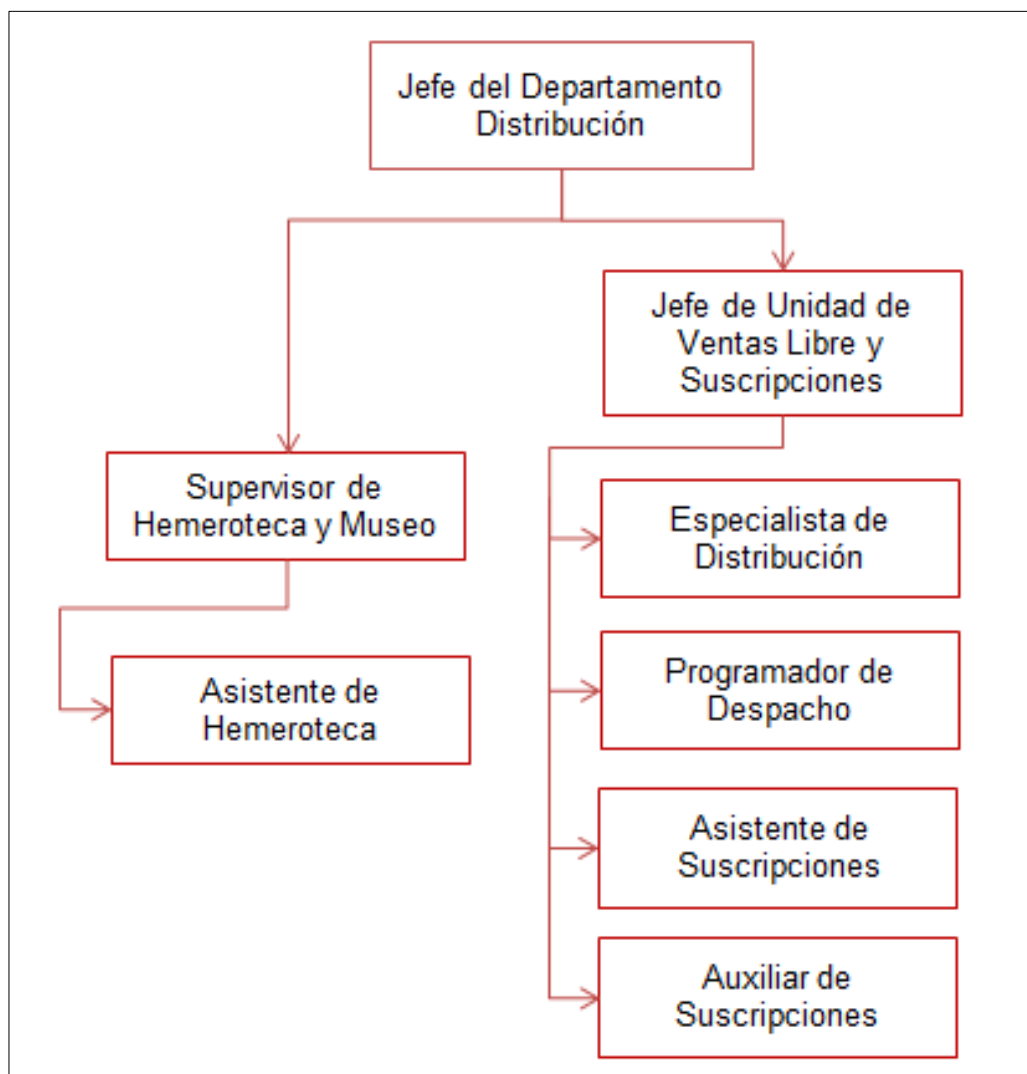 Jefe del Departamento
Distribución
Jefe de Unidad de
Ventas Libre y
Suscripciones
Supervisor de
Hemeroteca y Museo
Asistente de
Hemeroteca
Especialista de
Distribución
Programador de
Despacho
Asistente de
Suscripciones
Auxiliar de
Suscripciones